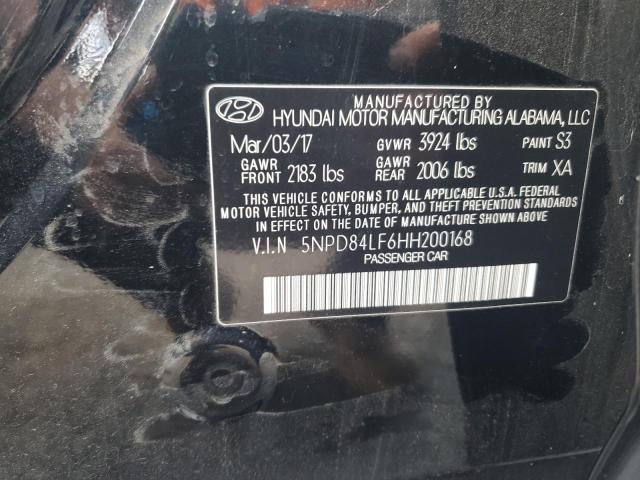 MANUFACTURED BY
HYUNDAI MOTOR MANUFACTURING ALABAMA, LLC
Mar/03/17 GVWR 3924 lbs PAINT S3
GAWR FRONT 2183 lbs GAWR REAR 2006 lbs TRIM XA
THIS VEHICLE CONFORMS TO ALL APPLICABLE U.S.A. FEDERAL
MOTOR VEHICLE SAFETY, BUMPER, AND THEFT PREVENTION STANDARDS
IN EFFECT ON THE DATE OF MANUFACTURE SHOWN ABOVE.
V.I.N 5NPD84LF6HH200168
PASSENGER CAR